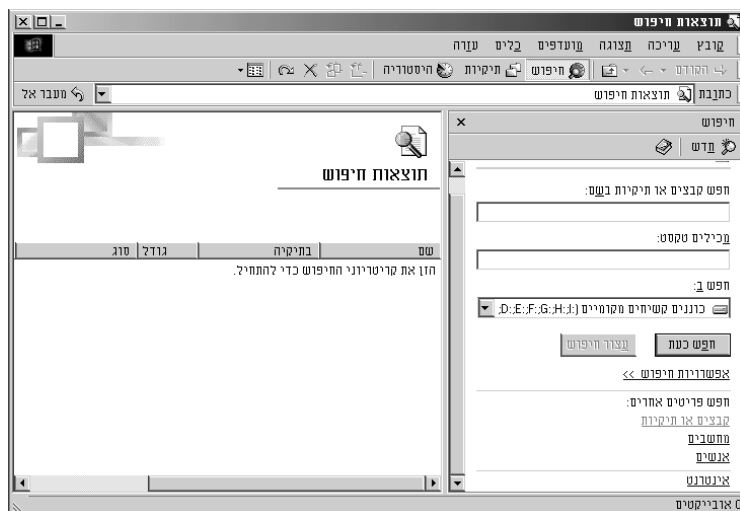 תוצאות חיפוש
קובץ עריכה תצוגה מועדפים כלים עזרה
הקודם חיפוש תיקיות היסטוריה
כתובת תוצאות חיפוש מעבר אל
חיפוש
חדש
חפש קבצים או תיקיות בשם:
מכילים טקסט:
חפש ב:
כוננים קשיחים מקומיים (D:;E:;F:;G:;H:;I:;
חפש כעת עצור חיפוש
אפשרויות חיפוש >>
חפש פריטים אחרים:
קבצים או תיקיות
מחשבים
אנשים
אינטרנט
תוצאות חיפוש
שם בתיקיה גודל סוג
הזן את קריטריוני החיפוש כדי להתחיל.
0 אובייקטים